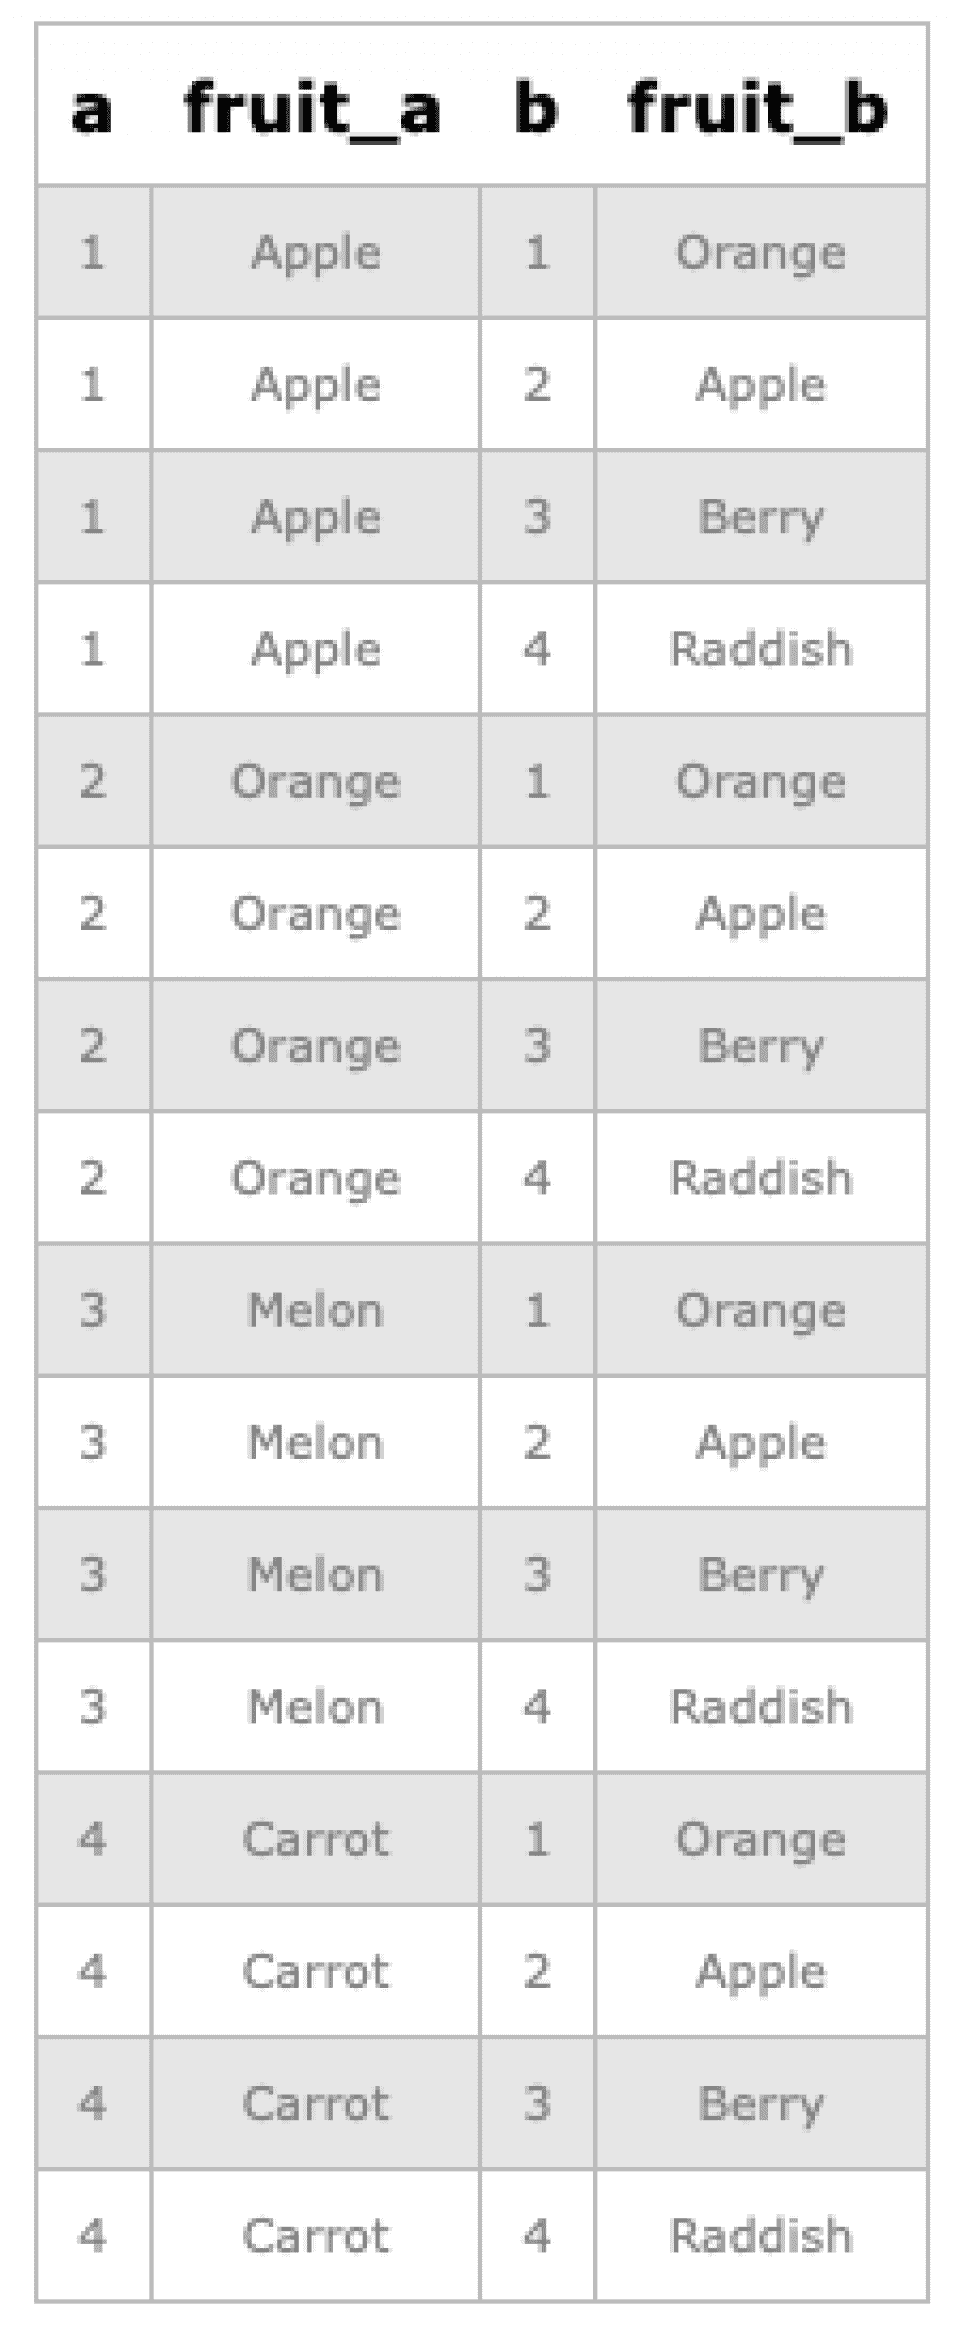 a fruit_a b fruit_b
1 Apple 1 Orange
1 Apple 2 Apple
1 Apple 3 Berry
1 Apple 4 Raddish
2 Orange 1 Orange
2 Orange 2 Apple
2 Orange 3 Berry
2 Orange 4 Raddish
3 Melon 1 Orange
3 Melon 2 Apple
3 Melon 3 Berry
3 Melon 4 Raddish
4 Carrot 1 Orange
4 Carrot 2 Apple
4 Carrot 3 Berry
4 Carrot 4 Raddish